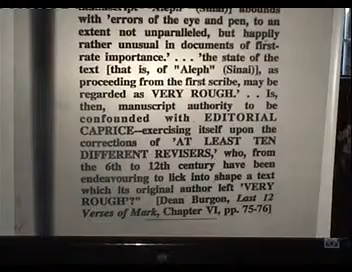 manuscript "Aleph" (Sinai)] abounds
with 'errors of the eye and pen, to an
extent not unparalleled, but happily
rather unusual in documents of first-
rate importance.' . . . 'the state of the
text [that is, of "Aleph" (Sinai)], as
proceeding from the first scribe, may be
regarded as VERY ROUGH.' . . Is,
then, manuscript authority to be
confounded with EDITORIAL
CAPRICE--exercising itself upon the
corrections of 'AT LEAST TEN
DIFFERENT REVISERS,' who, from
the 6th to 12th century have been
endeavouring to lick into shape a text
which its original author left 'VERY
ROUGH'?" [Dean Burgon, Last 12
Verses of Mark, Chapter VI, pp. 75-76]